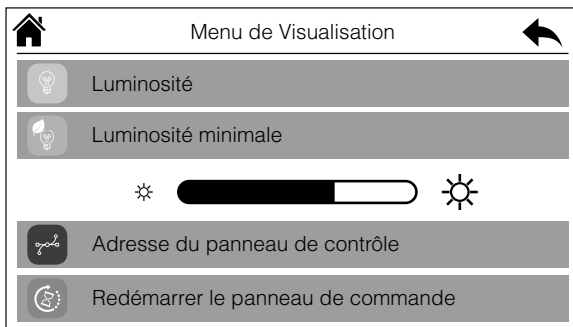 Menu de Visualisation
Luminosité
Luminosité minimale
Adresse du panneau de contrôle
Redémarrer le panneau de commande